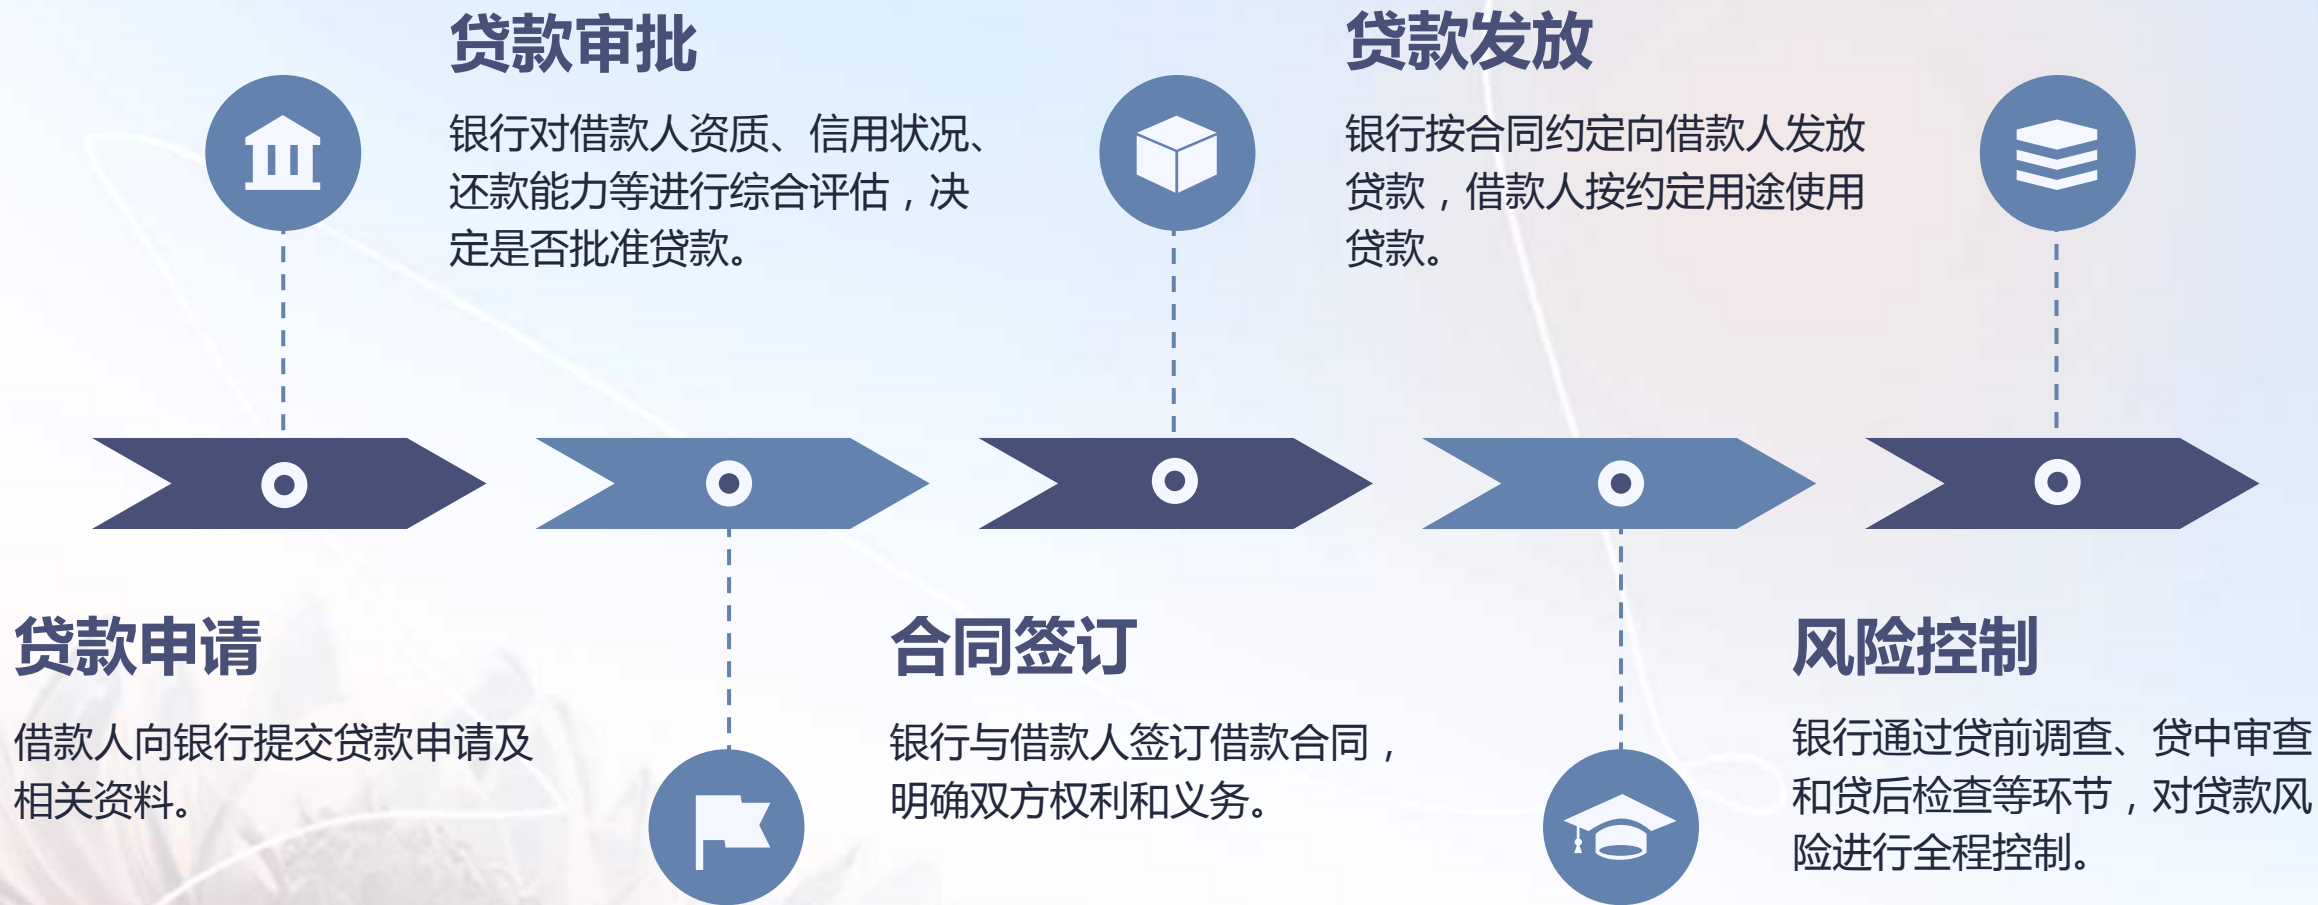 贷款申请
借款人向银行提交贷款申请及
相关资料。
贷款审批
银行对借款人资质、信用状况、
还款能力等进行综合评估，决
定是否批准贷款。
合同签订
银行与借款人签订借款合同，
明确双方权利和义务。
贷款发放
银行按合同约定向借款人发放
贷款，借款人按约定用途使用
贷款。
风险控制
银行通过贷前调查、贷中审查
和贷后检查等环节，对贷款风
险进行全程控制。